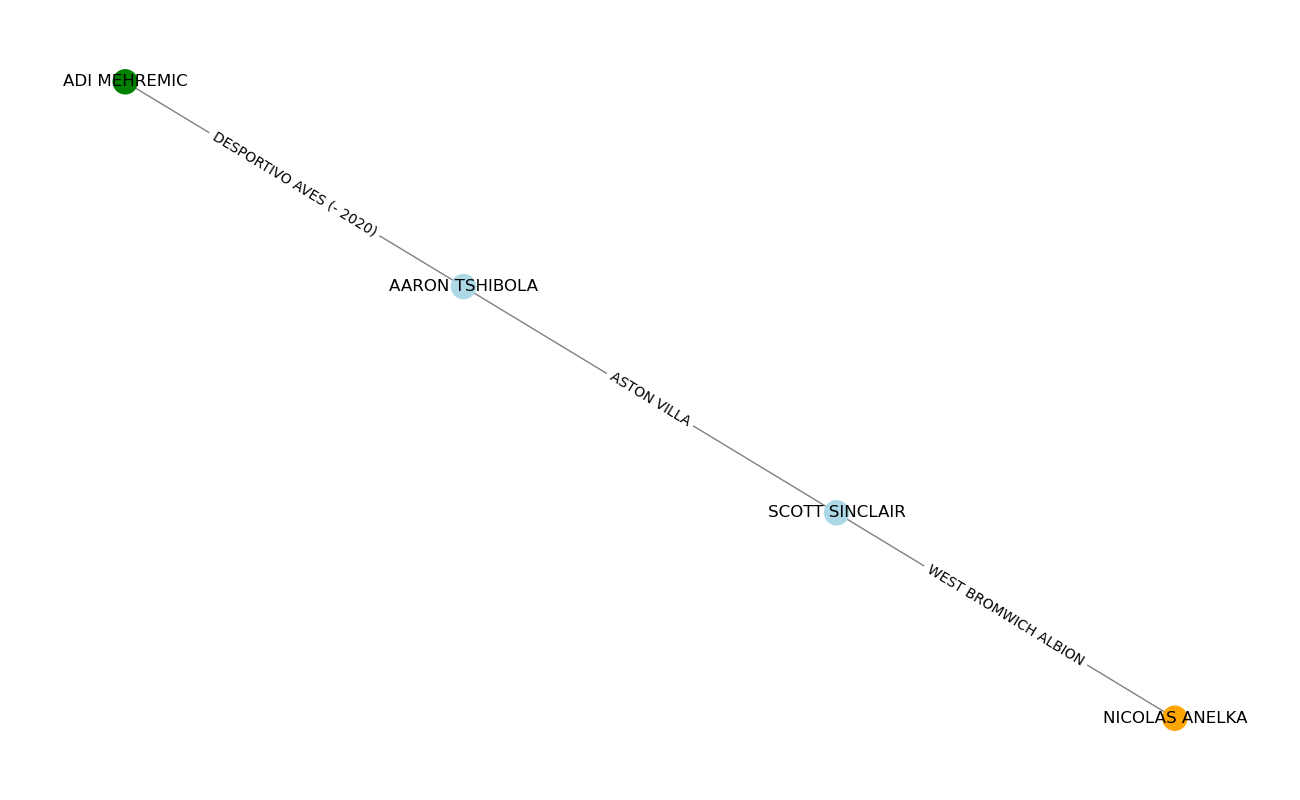 ADI MEHREMIC
DESPORTIVO AVES (- 2020)
AARON TSHIBOLA
ASTON VILLA
SCOTT SINCLAIR
WEST BROMWICH ALBION
NICOLAS ANELKA